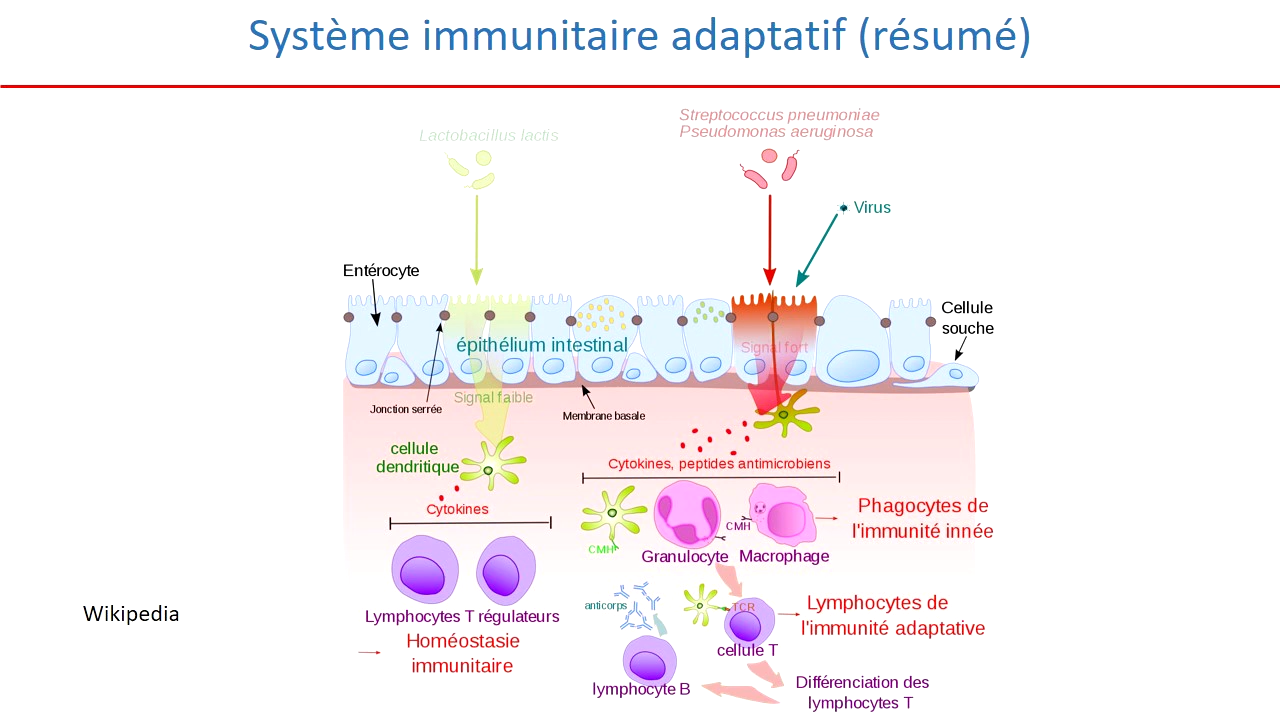 Système immunitaire adaptatif (résumé)
Lactobacillus lactis
Streptococcus pneumoniae
Pseudomonas aeruginosa
Virus
Entérocyte
Cellule
souche
épithélium intestinal
Signal fort
Signal faible
Jonction serrée
Membrane basale
cellule
dendritique
Cytokines
Cytokines, peptides antimicrobiens
CMH
CMH
Granulocyte
Macrophage
Phagocytes de
l'immunité innée
Lymphocytes T régulateurs
Homéostasie
immunitaire
anticorps
TCR
cellule T
Lymphocytes de
l'immunité adaptative
lymphocyte B
Différenciation des
lymphocytes T
Wikipedia